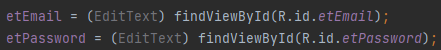 etEmail = (EditText) findViewById(R.id.etEmail);
etPassword = (EditText) findViewById(R.id.etPassword);